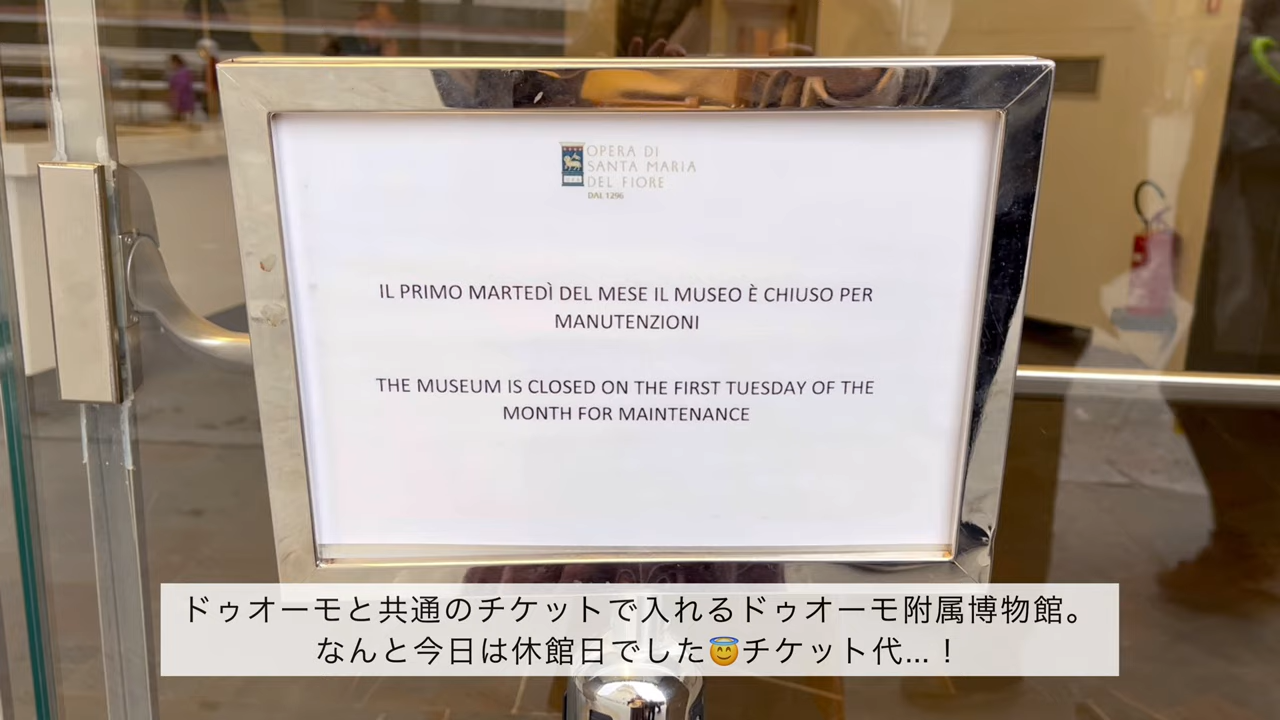 OPERA DI
SANTA MARIA
DEL FIORE
DAL 1296
IL PRIMO MARTEDÌ DEL MESE IL MUSEO È CHIUSO PER
MANUTENZIONI
THE MUSEUM IS CLOSED ON THE FIRST TUESDAY OF THE
MONTH FOR MAINTENANCE
ドゥオーモと共通のチケットで入れるドゥオーモ附属博物館。
なんと今日は休館日でした😇チケット代…！